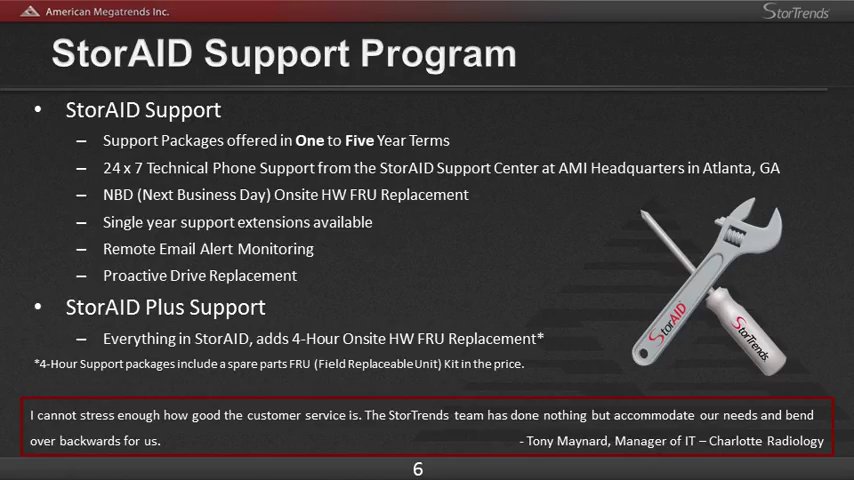 American Megatrends Inc.
StorTrends
StorAID Support Program
• StorAID Support
– Support Packages offered in One to Five Year Terms
– 24 x 7 Technical Phone Support from the StorAID Support Center at AMI Headquarters in Atlanta, GA
– NBD (Next Business Day) Onsite HW FRU Replacement
– Single year support extensions available
– Remote Email Alert Monitoring
– Proactive Drive Replacement
• StorAID Plus Support
– Everything in StorAID, adds 4-Hour Onsite HW FRU Replacement*
*4-Hour Support packages include a spare parts FRU (Field Replaceable Unit) Kit in the price.
StorAID
StorTrends
I cannot stress enough how good the customer service is. The StorTrends team has done nothing but accommodate our needs and bend
over backwards for us. - Tony Maynard, Manager of IT – Charlotte Radiology
6